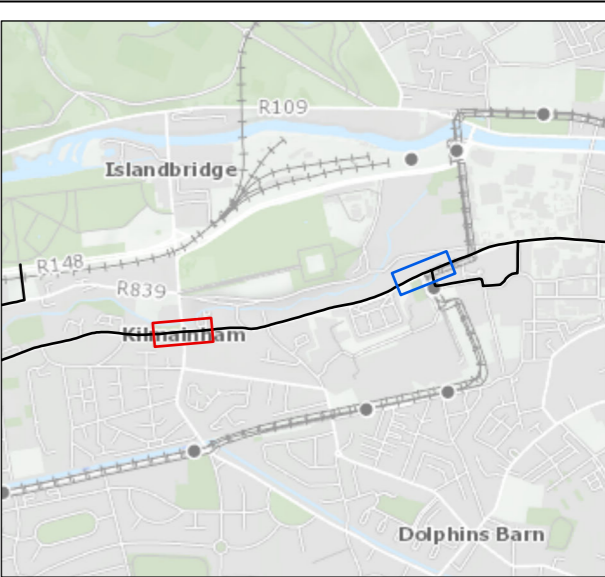 R109
Islandbridge
R148
R839
Kilmainham
Dolphins Barn